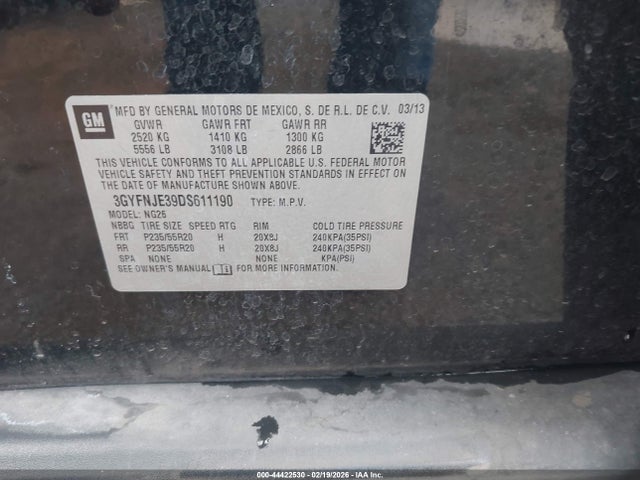 GM
MFD BY GENERAL MOTORS DE MEXICO, S. DE R.L. DE C.V. 03/13
GVWR GAWR FRT GAWR RR
2520 KG 1410 KG 1300 KG
5556 LB 3108 LB 2866 LB
THIS VEHICLE CONFORMS TO ALL APPLICABLE U.S. FEDERAL MOTOR
VEHICLE SAFETY AND THEFT PREVENTION STANDARDS IN EFFECT ON
THE DATE OF MANUFACTURE SHOWN ABOVE.
3GYFNJE39DS611190 TYPE: M.P.V.
MODEL: NG26
NBBG TIRE SIZE SPEED RTG RIM COLD TIRE PRESSURE
FRT P235/55R20 H 20X8J 240KPA(35PSI)
RR P235/55R20 H 20X8J 240KPA(35PSI)
SPA NONE NONE KPA(PSI)
SEE OWNER'S MANUAL FOR MORE INFORMATION.
IAA - 44422530 - 02/19/2026 - IAA Internal